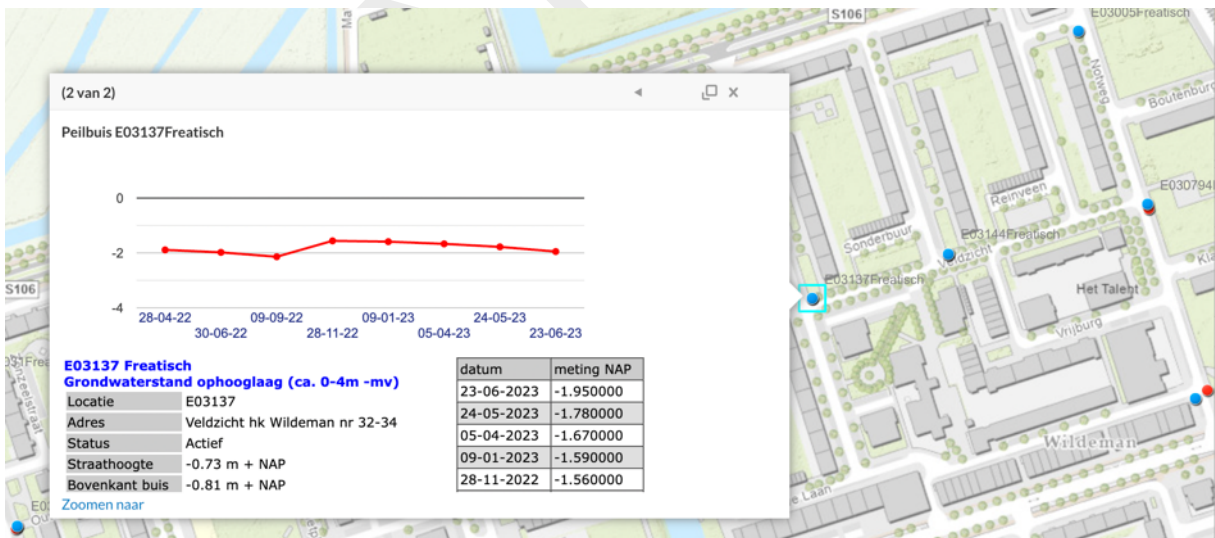 S106
E03005Freatisch
Notweg
Boutenburg
(2 van 2)
Peilbuis E03137Freatisch
0
-2
-4
28-04-22
09-09-22
09-01-23
24-05-23
30-06-22
28-11-22
05-04-23
23-06-23
E03137 Freatisch
Grondwaterstand ophooglaag (ca. 0-4m -mv)
Locatie E03137
Adres Veldzicht hk Wildeman nr 32-34
Status Actief
Straathoogte -0.73 m + NAP
Bovenkant buis -0.81 m + NAP
datum meting NAP
23-06-2023 -1.950000
24-05-2023 -1.780000
05-04-2023 -1.670000
09-01-2023 -1.590000
28-11-2022 -1.560000
Zoomen naar
Reinveen
E030794
Sonderbuur
E03144Freatisch
Veldzicht
E03137Freatisch
Het Talent
Kla
Vrijburg
Wildeman
Laan
S106